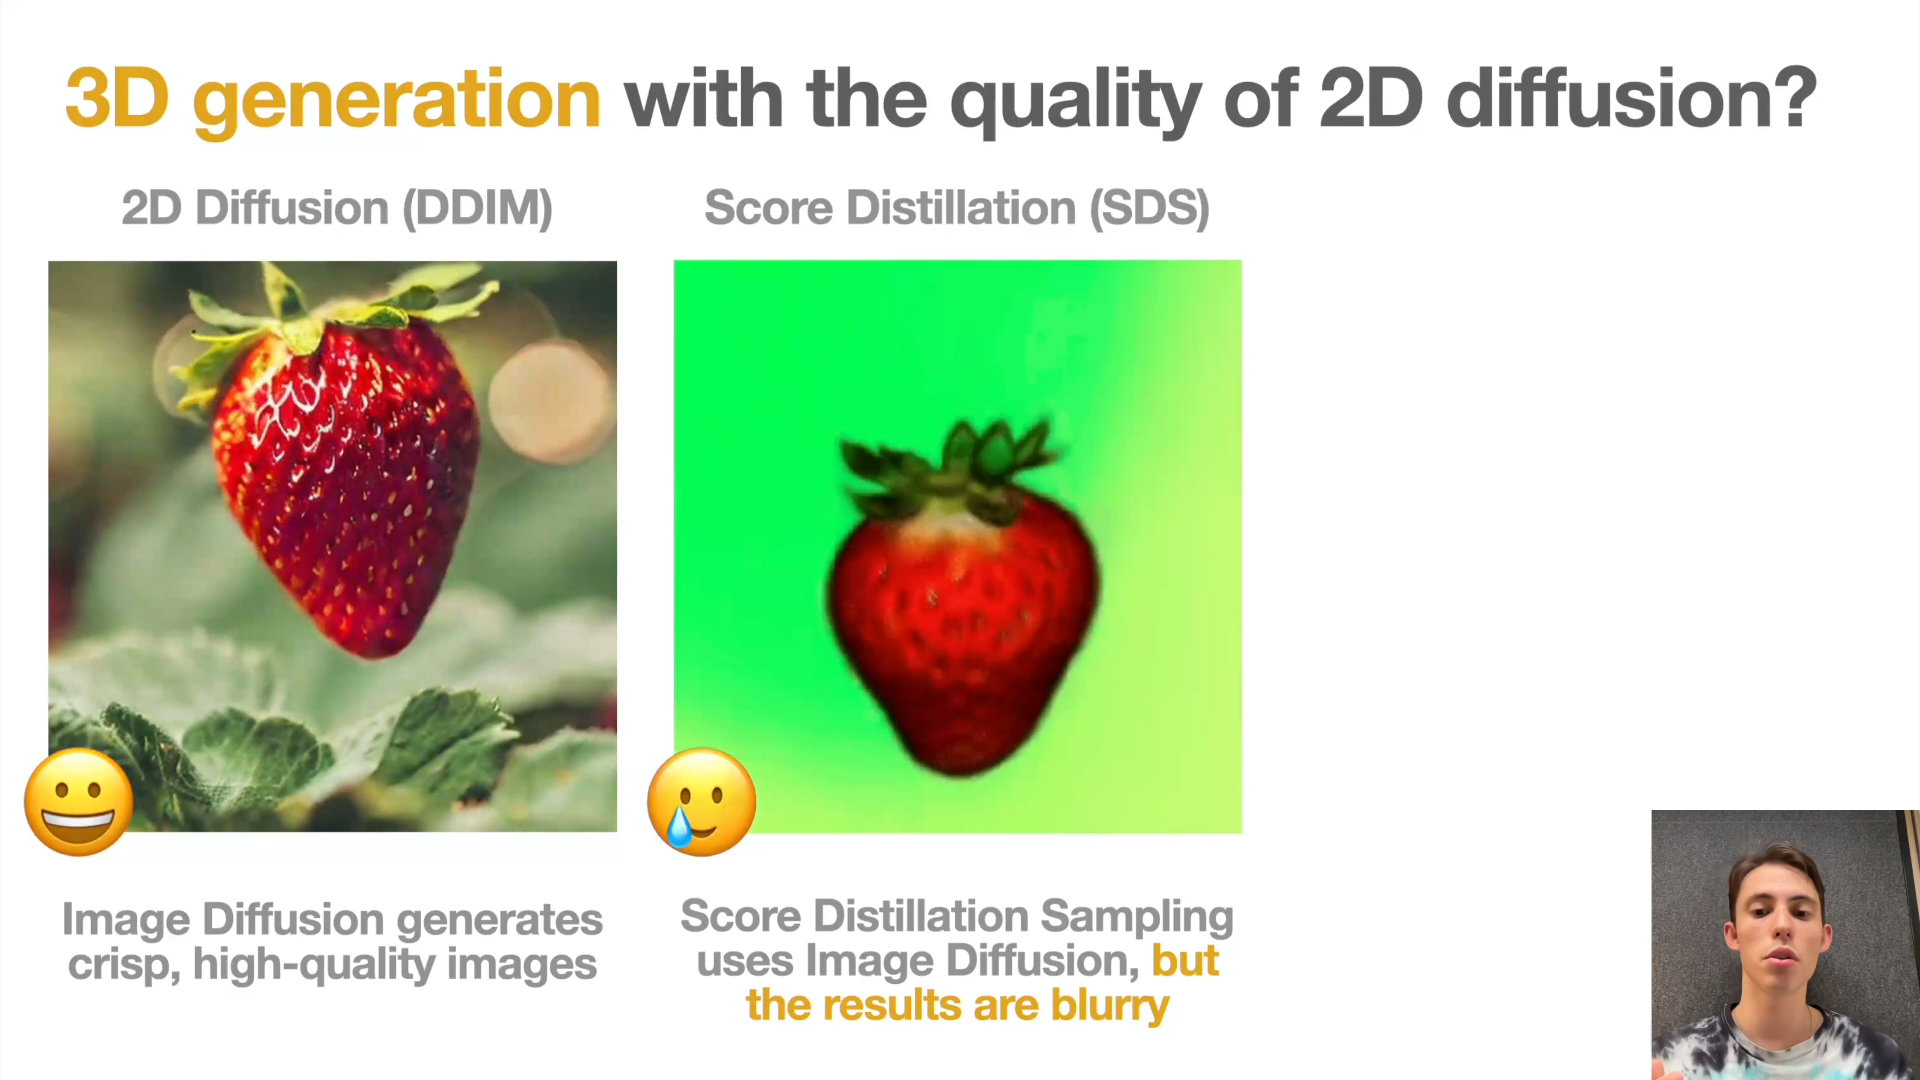 3D generation with the quality of 2D diffusion?
2D Diffusion (DDIM)
Score Distillation (SDS)
Image Diffusion generates
crisp, high-quality images
Score Distillation Sampling
uses Image Diffusion, but
the results are blurry